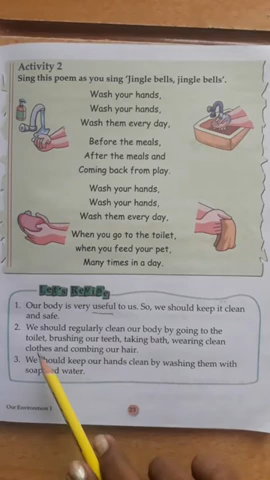 Activity 2
Sing this poem as you sing 'Jingle bells, jingle bells'.
Wash your hands,
Wash your hands,
Wash them every day,
Before the meals,
After the meals and
Coming back from play.
Wash your hands,
Wash your hands,
Wash them every day.
When you go to the toilet,
when you feed your pet,
Many times in a day.
Let's Revise
1. Our body is very useful to us. So, we should keep it clean
and safe.
2. We should regularly clean our body by going to the
toilet, brushing our teeth, taking bath, wearing clean
clothes and combing our hair.
3. We should keep our hands clean by washing them with
soap and water.
Our Environment 1